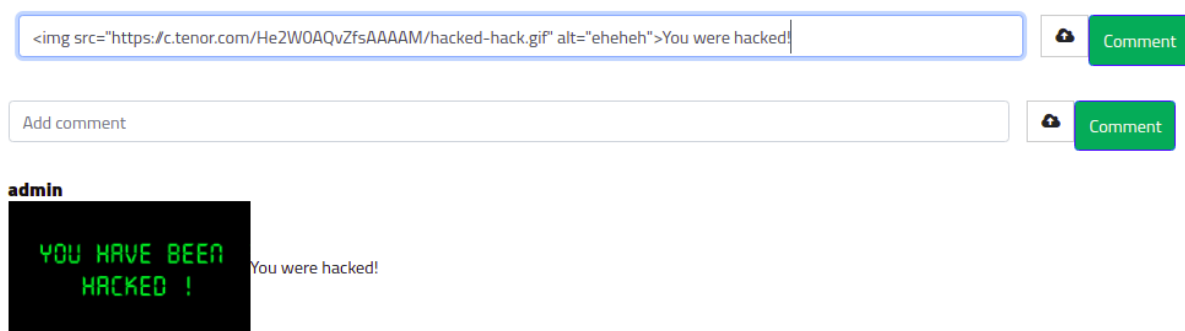 <img src="https://c.tenor.com/He2W0AQvZfsAAAAM/hacked-hack.gif" alt="eheheh">You were hacked!
Comment
Add comment
Comment
admin
YOU HAVE BEEN
HACKED !
You were hacked!